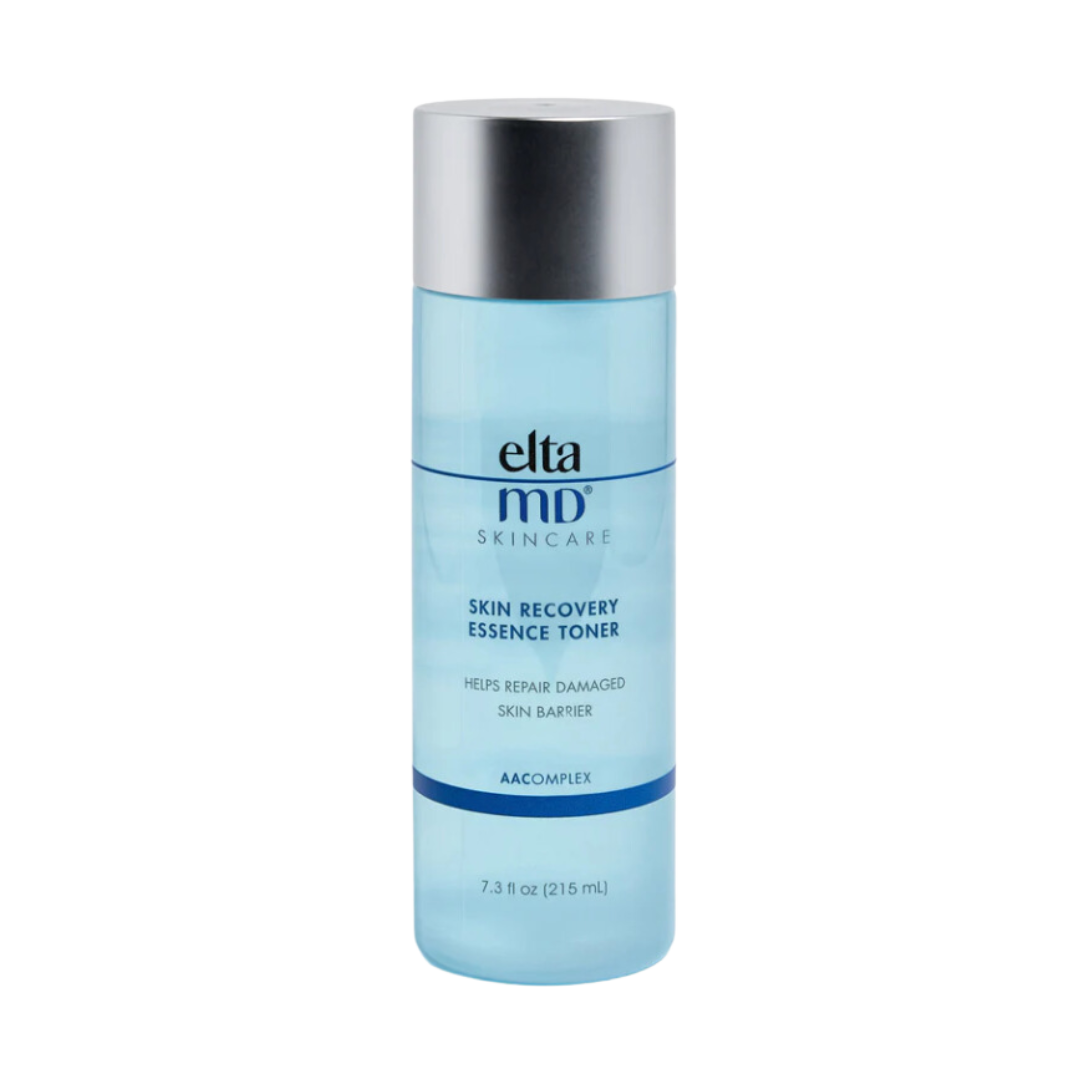 elta
MD®
SKINCARE
SKIN RECOVERY
ESSENCE TONER
HELPS REPAIR DAMAGED
SKIN BARRIER
AACOMPLEX
7.3 fl oz (215 mL)